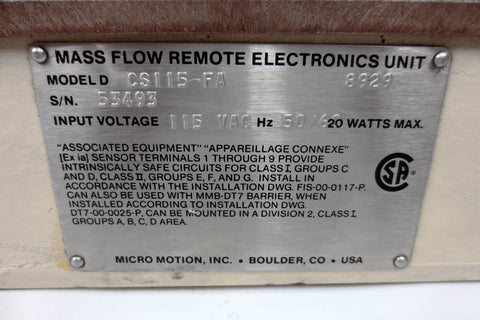 MASS FLOW REMOTE ELECTRONICS UNIT
MODEL D CS115-FA 8929
S/N. 53493
INPUT VOLTAGE 115 VAC Hz 50/60 20 WATTS MAX.
"ASSOCIATED EQUIPMENT" "APPAREILLAGE CONNEXE"
[Ex ia] SENSOR TERMINALS 1 THROUGH 9 PROVIDE
INTRINSICALLY SAFE CIRCUITS FOR CLASS I, GROUPS C
AND D, CLASS II, GROUPS E, F, AND G. INSTALL IN
ACCORDANCE WITH THE INSTALLATION DWG. FIS-00-0117-P.
CAN ALSO BE USED WITH MMB-DT7 BARRIER, WHEN
INSTALLED ACCORDING TO INSTALLATION DWG.
DT7-00-0025-P, CAN BE MOUNTED IN A DIVISION 2, CLASS I,
GROUPS A, B, C, D AREA.
CSA
MICRO MOTION, INC. • BOULDER, CO • USA